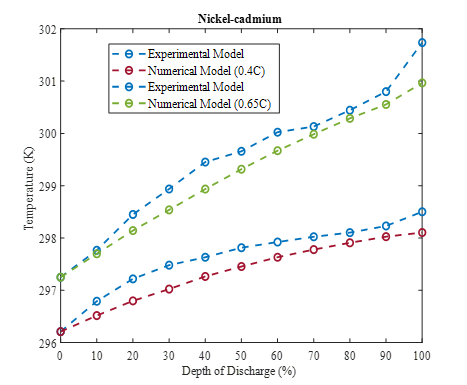 Nickel-cadmium
302
301
300
299
298
297
296
Temperature (K)
Experimental Model
Numerical Model (0.4C)
Experimental Model
Numerical Model (0.65C)
0 10 20 30 40 50 60 70 80 90 100
Depth of Discharge (%)